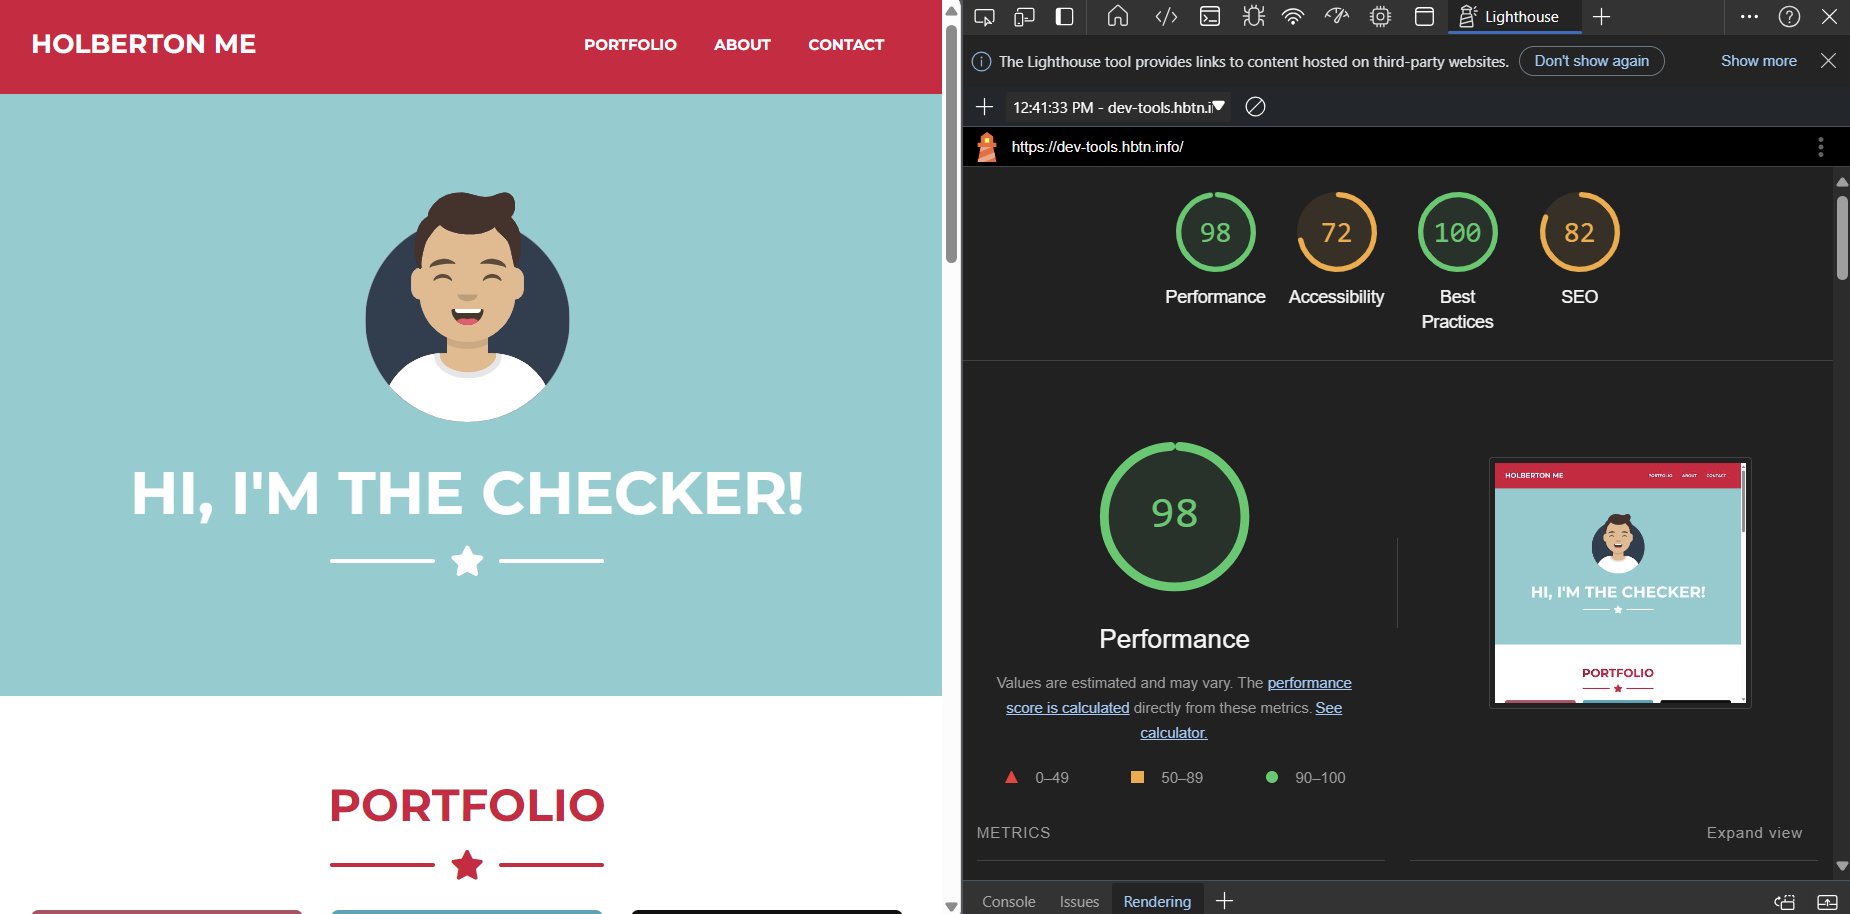 HOLBERTON ME
PORTFOLIO ABOUT CONTACT
HI, I'M THE CHECKER!
PORTFOLIO
Lighthouse
The Lighthouse tool provides links to content hosted on third-party websites. Don't show again Show more
12:41:33 PM - dev-tools.hbtn.i
https://dev-tools.hbtn.info/
98 72 100 82
Performance Accessibility Best Practices SEO
98
Performance
Values are estimated and may vary. The performance
score is calculated directly from these metrics. See
calculator.
0–49 50–89 90–100
HOLBERTON ME
PORTFOLIO ABOUT CONTACT
HI, I'M THE CHECKER!
PORTFOLIO
METRICS Expand view
Console Issues Rendering